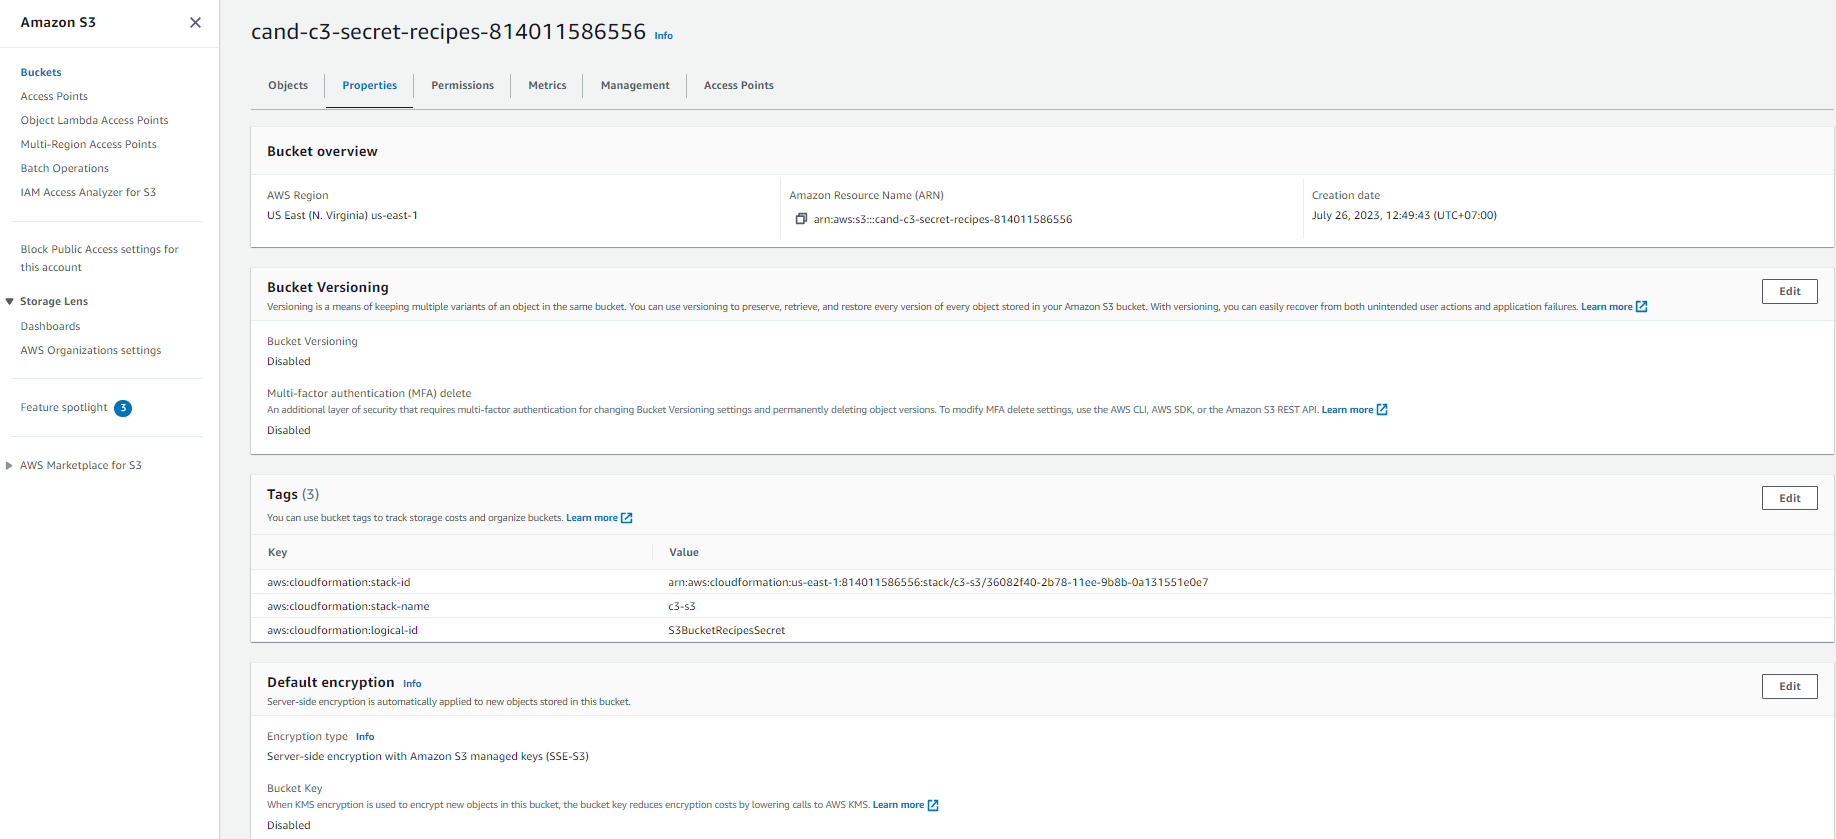 Amazon S3
Buckets
Access Points
Object Lambda Access Points
Multi-Region Access Points
Batch Operations
IAM Access Analyzer for S3
Block Public Access settings for
this account
Storage Lens
Dashboards
AWS Organizations settings
Feature spotlight 3
AWS Marketplace for S3
cand-c3-secret-recipes-814011586556 Info
Objects Properties Permissions Metrics Management Access Points
Bucket overview
AWS Region
US East (N. Virginia) us-east-1
Amazon Resource Name (ARN)
arn:aws:s3:::cand-c3-secret-recipes-814011586556
Creation date
July 26, 2023, 12:49:43 (UTC+07:00)
Bucket Versioning
Edit
Versioning is a means of keeping multiple variants of an object in the same bucket. You can use versioning to preserve, retrieve, and restore every version of every object stored in your Amazon S3 bucket. With versioning, you can easily recover from both unintended user actions and application failures. Learn more
Bucket Versioning
Disabled
Multi-factor authentication (MFA) delete
An additional layer of security that requires multi-factor authentication for changing Bucket Versioning settings and permanently deleting object versions. To modify MFA delete settings, use the AWS CLI, AWS SDK, or the Amazon S3 REST API. Learn more
Disabled
Tags (3)
Edit
You can use bucket tags to track storage costs and organize buckets. Learn more
Key Value
aws:cloudformation:stack-id arn:aws:cloudformation:us-east-1:814011586556:stack/c3-s3/36082f40-2b78-11ee-9b8b-0a131551e0e7
aws:cloudformation:stack-name c3-s3
aws:cloudformation:logical-id S3BucketRecipesSecret
Default encryption Info
Edit
Server-side encryption is automatically applied to new objects stored in this bucket.
Encryption type Info
Server-side encryption with Amazon S3 managed keys (SSE-S3)
Bucket Key
When KMS encryption is used to encrypt new objects in this bucket, the bucket key reduces encryption costs by lowering calls to AWS KMS. Learn more
Disabled